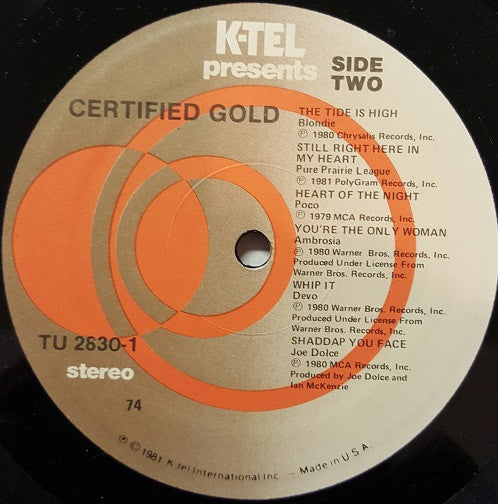 K-TEL
presents
SIDE
TWO
CERTIFIED GOLD
THE TIDE IS HIGH
Blondie
℗ 1980 Chrysalis Records, Inc.
STILL RIGHT HERE IN
MY HEART
Pure Prairie League
℗ 1981 PolyGram Records, Inc.
HEART OF THE NIGHT
Poco
℗ 1979 MCA Records, Inc.
YOU'RE THE ONLY WOMAN
Ambrosia
℗ 1980 Warner Bros. Records, Inc.
Produced Under License From
Warner Bros. Records, Inc.
WHIP IT
Devo
℗ 1980 Warner Bros. Records, Inc.
Produced Under License From
Warner Bros. Records, Inc.
SHADDAP YOU FACE
Joe Dolce
℗ 1980 MCA Records, Inc.
Produced by Joe Dolce and
Ian McKenzie
TU 2830-1
stereo
74
℗ © 1981 K-tel International Inc. – Made in U.S.A.